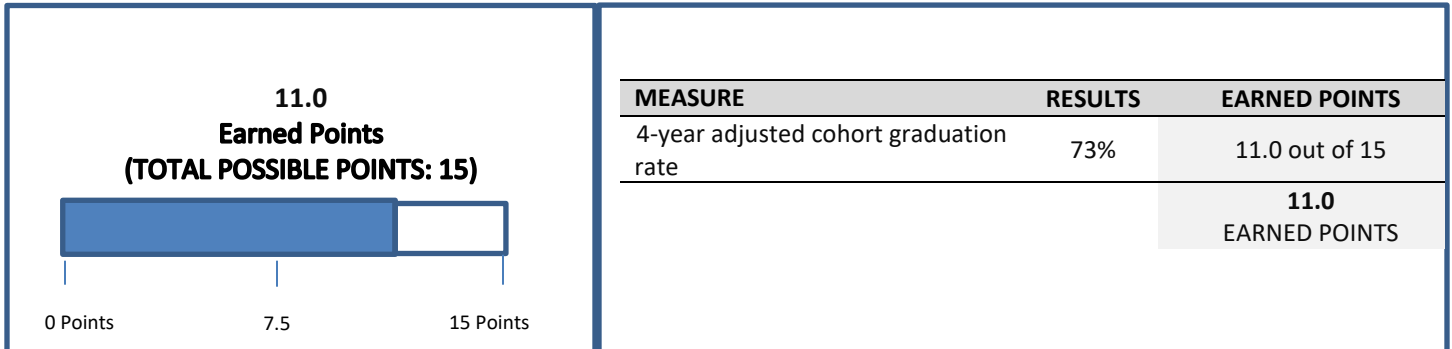 11.0
Earned Points
(TOTAL POSSIBLE POINTS: 15)
0 Points 7.5 15 Points
MEASURE RESULTS EARNED POINTS
4-year adjusted cohort graduation
rate 73% 11.0 out of 15
11.0
EARNED POINTS